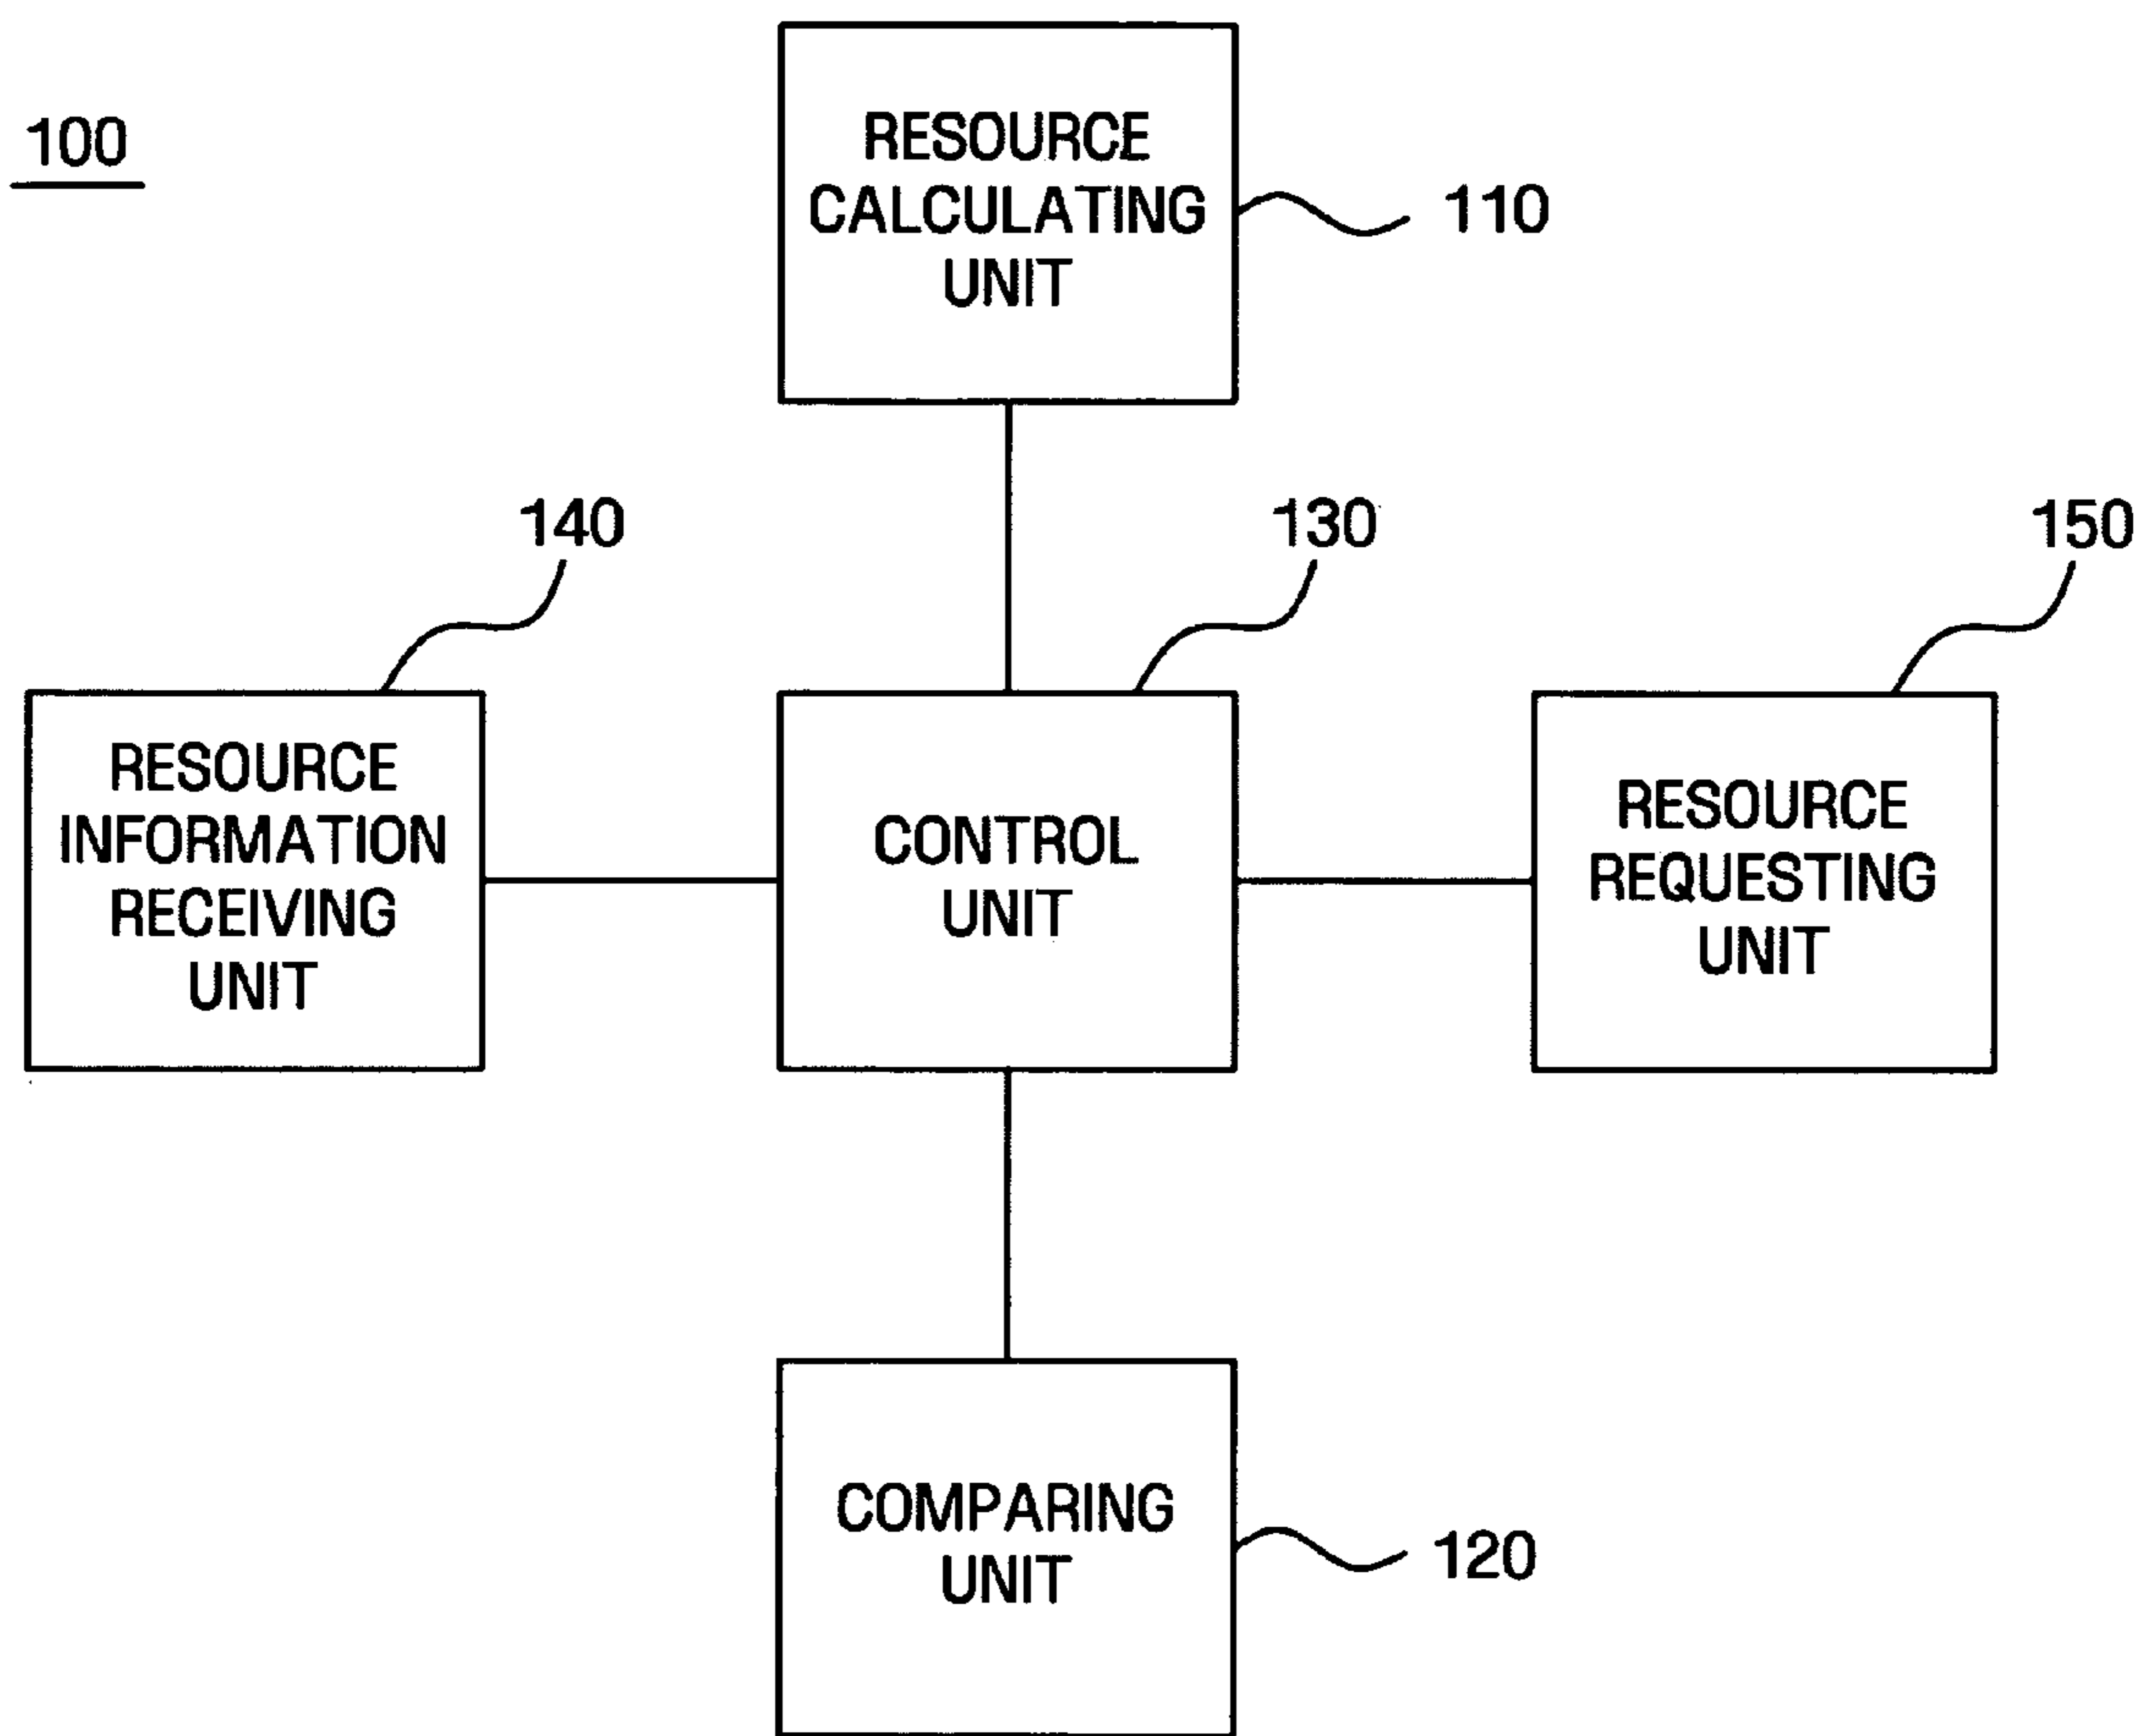 100
RESOURCE
CALCULATING
UNIT
110
140
130
150
RESOURCE
INFORMATION
RECEIVING
UNIT
CONTROL
UNIT
RESOURCE
REQUESTING
UNIT
COMPARING
UNIT
120